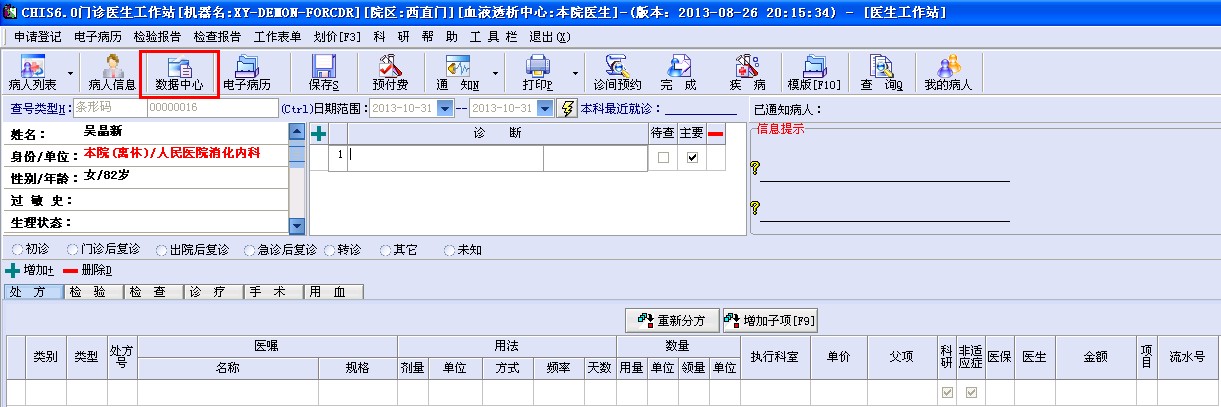 CHIS6.0门诊医生工作站[机器名:XY-DEMON-FORCDR][院区:西直门][血液透析中心:本院医生]-(版本: 2013-08-26 20:15:34) - [医生工作站]
申请登记 电子病历 检验报告 检查报告 工作表单 划价[F3] 科 研 帮 助 工 具 栏 退出(X)
病人列表 病人信息 数据中心 电子病历 保存S 预付费 通 知N 打印P 诊间预约 完 成 疾 病 模版[F10] 查 询Q 我的病人
查号类型M: 条形码 00000016 (Ctrl)日期范围: 2013-10-31 -- 2013-10-31 本科最近就诊: 已通知病人:
姓名: 吴晶新 诊 断 待查 主要 信息提示
身份/单位: 本院(离休)/人民医院消化内科 1
性别/年龄: 女/82岁
过 敏 史:
生理状态:
初诊 门诊后复诊 出院后复诊 急诊后复诊 转诊 其它 未知
增加+ 删除D
处 方 检 验 检 查 诊 疗 手 术 用 血
重新分方 增加子项[F9]
类别 类型 处方号 医嘱 用法 数量 执行科室 单价 父项 科研 非适应症 医保 医生 金额 项目 流水号
名称 规格 剂量 单位 方式 频率 天数 用量 单位 领量 单位